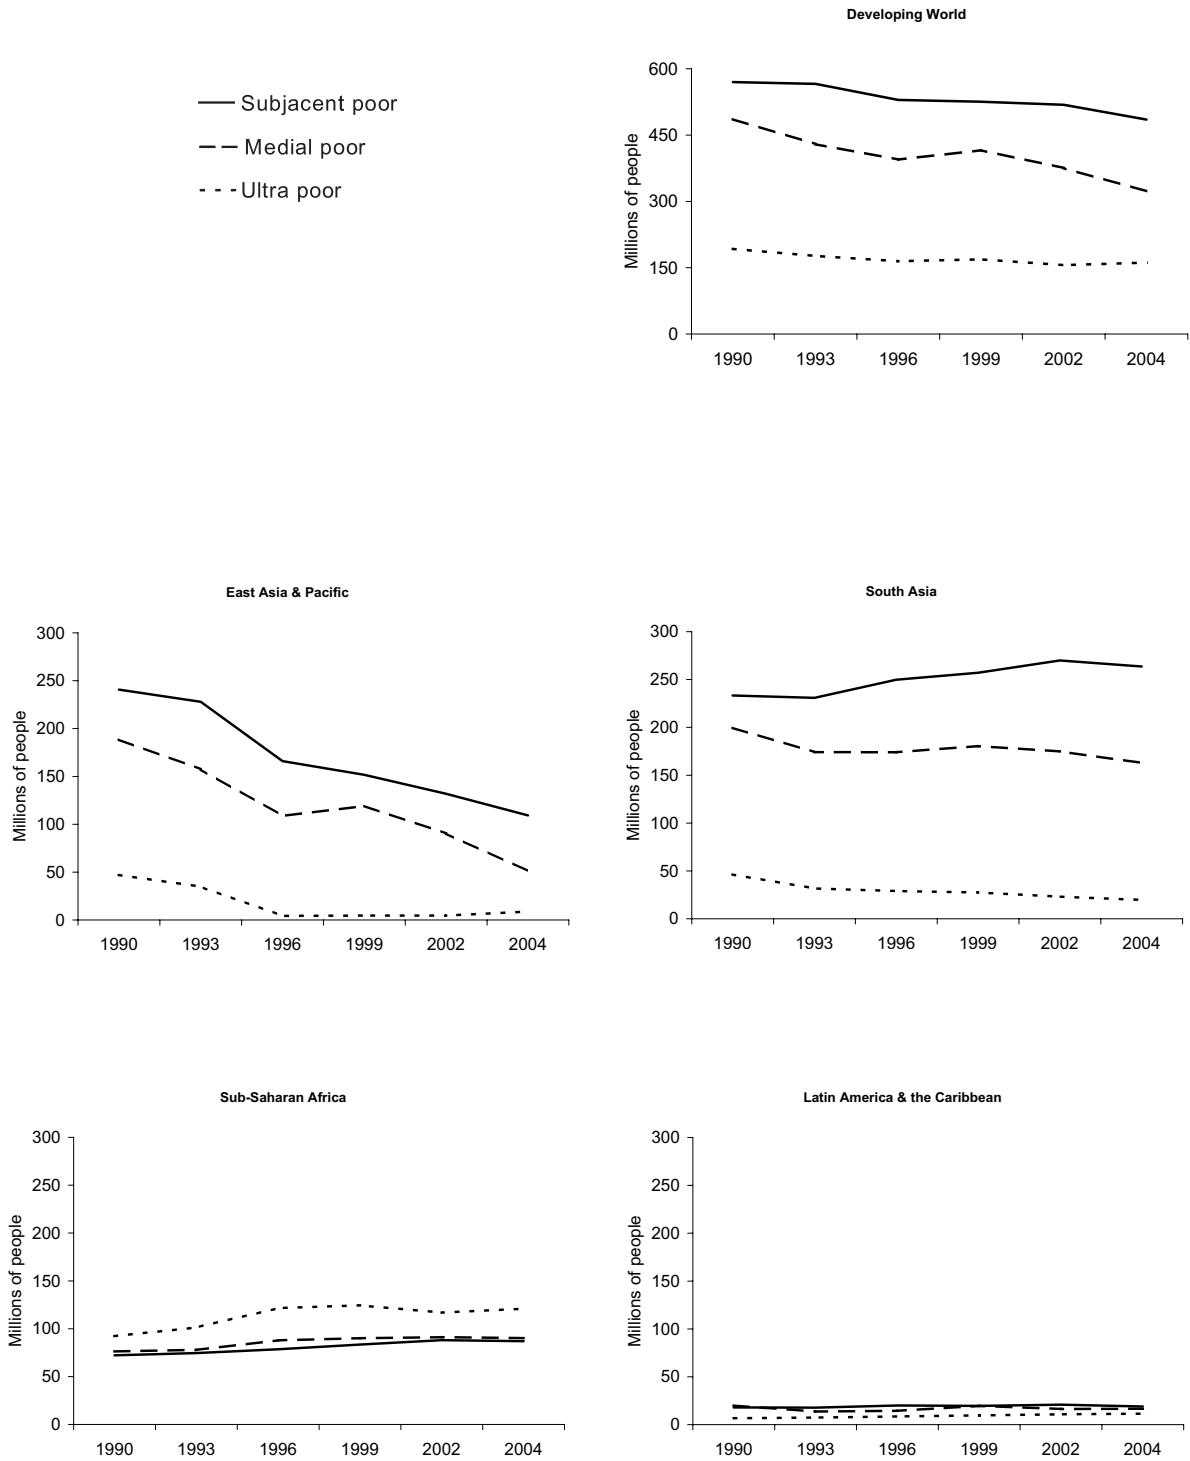 Subjacent poor
Medial poor
Ultra poor
Developing World
Millions of people
600
450
300
150
0
1990 1993 1996 1999 2002 2004
East Asia & Pacific
Millions of people
300
250
200
150
100
50
0
1990 1993 1996 1999 2002 2004
South Asia
Millions of people
300
250
200
150
100
50
0
1990 1993 1996 1999 2002 2004
Sub-Saharan Africa
Millions of people
300
250
200
150
100
50
0
1990 1993 1996 1999 2002 2004
Latin America & the Caribbean
Millions of people
300
250
200
150
100
50
0
1990 1993 1996 1999 2002 2004